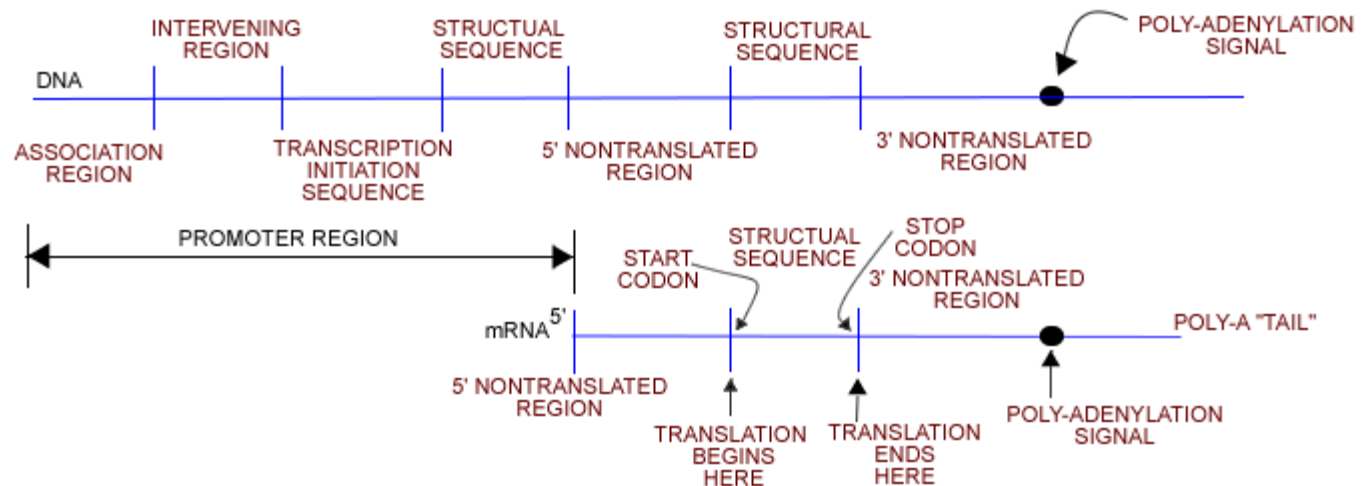 INTERVENING
REGION
STRUCTUAL
SEQUENCE
STRUCTURAL
SEQUENCE
POLY-ADENYLATION
SIGNAL
DNA
ASSOCIATION
REGION
TRANSCRIPTION
INITIATION
SEQUENCE
5' NONTRANSLATED
REGION
3' NONTRANSLATED
REGION
PROMOTER REGION
START
CODON
STRUCTUAL
SEQUENCE
STOP
CODON
3' NONTRANSLATED
REGION
mRNA 5'
POLY-A "TAIL"
5' NONTRANSLATED
REGION
TRANSLATION
BEGINS
HERE
TRANSLATION
ENDS
HERE
POLY-ADENYLATION
SIGNAL